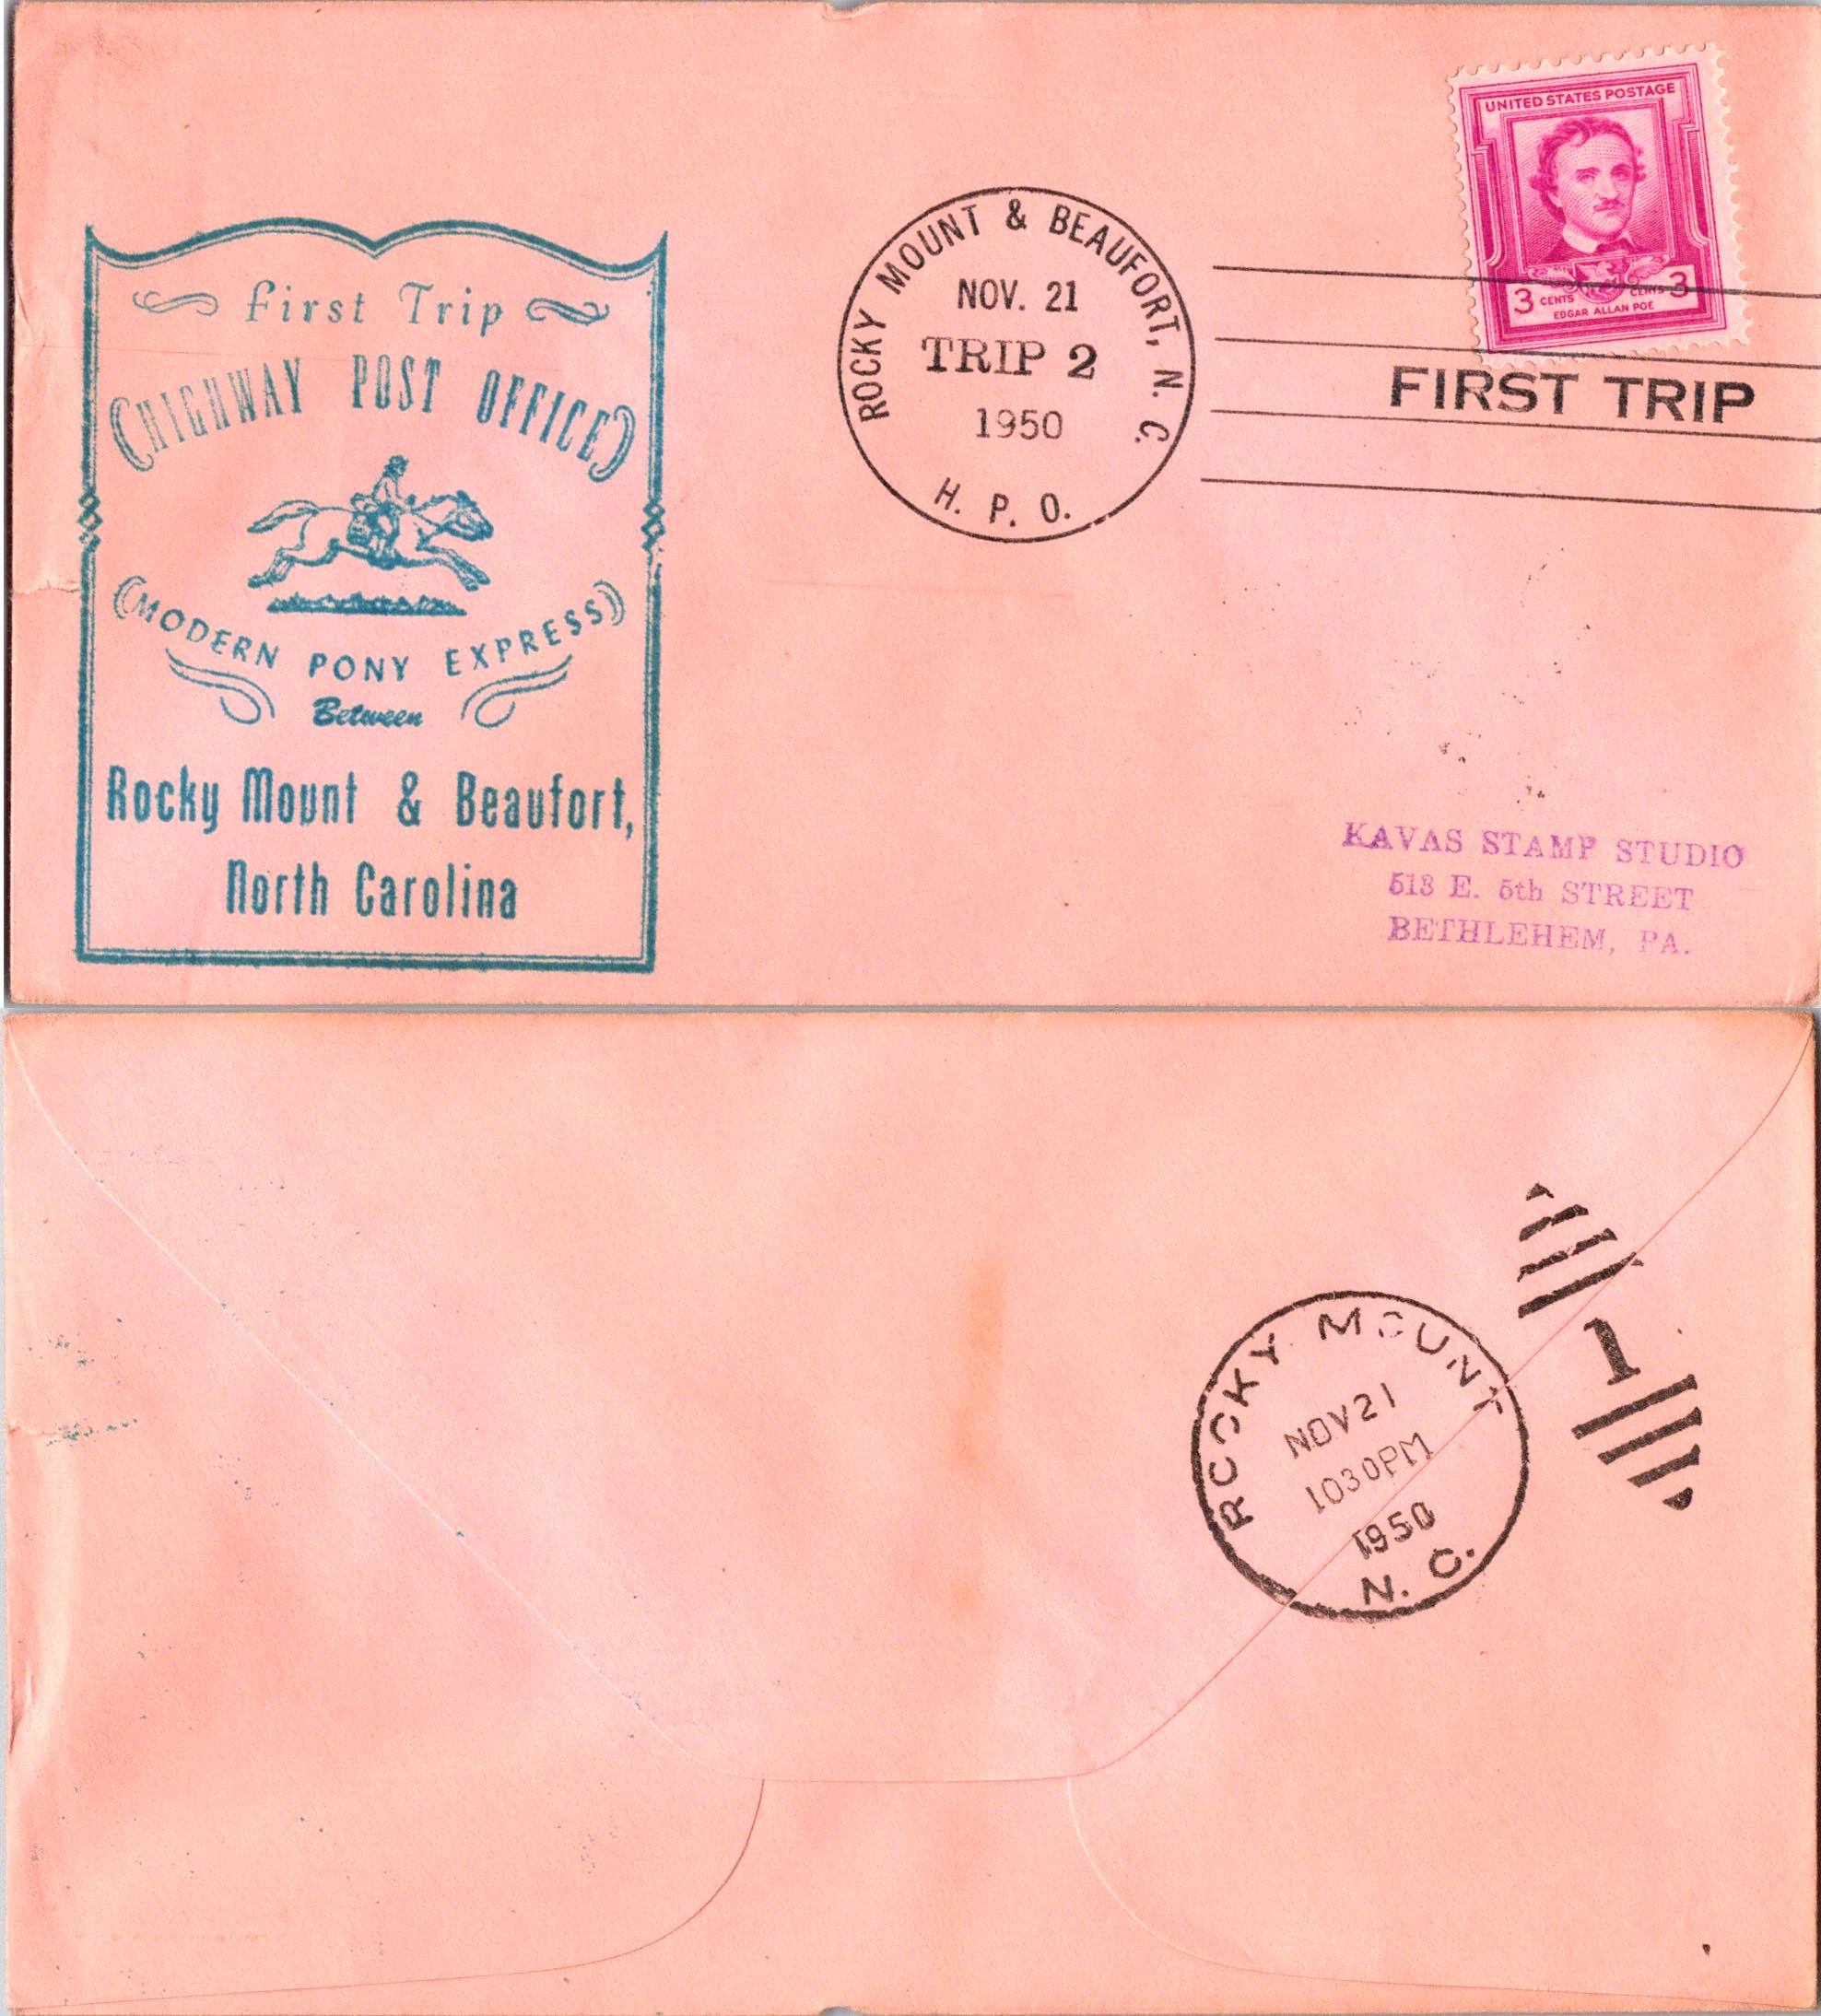 First Trip
HIGHWAY POST OFFICE
MODERN PONY EXPRESS
Between
Rocky Mount & Beaufort,
North Carolina
ROCKY MOUNT & BEAUFORT, N. C.
NOV. 21
TRIP 2
1950
H. P. O.
UNITED STATES POSTAGE
3 CENTS CENTS 3
EDGAR ALLAN POE
FIRST TRIP
KAVAS STAMP STUDIO
513 E. 5th STREET
BETHLEHEM, PA.
ROCKY MOUNT
NOV 21
1030PM
1950
N. C.
1